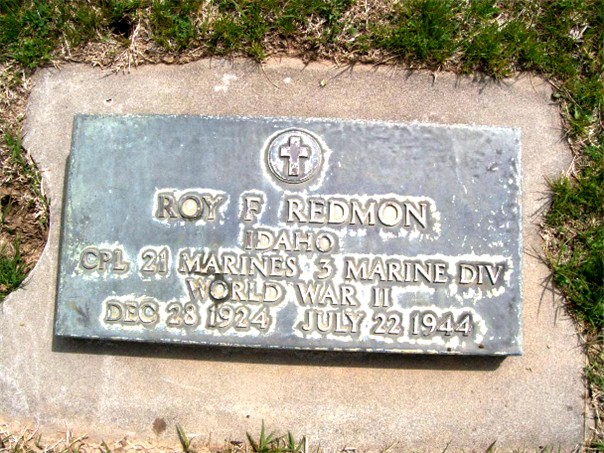 ROY F REDMON
IDAHO
CPL 21 MARINES 3 MARINE DIV
WORLD WAR II
DEC 28 1924 JULY 22 1944